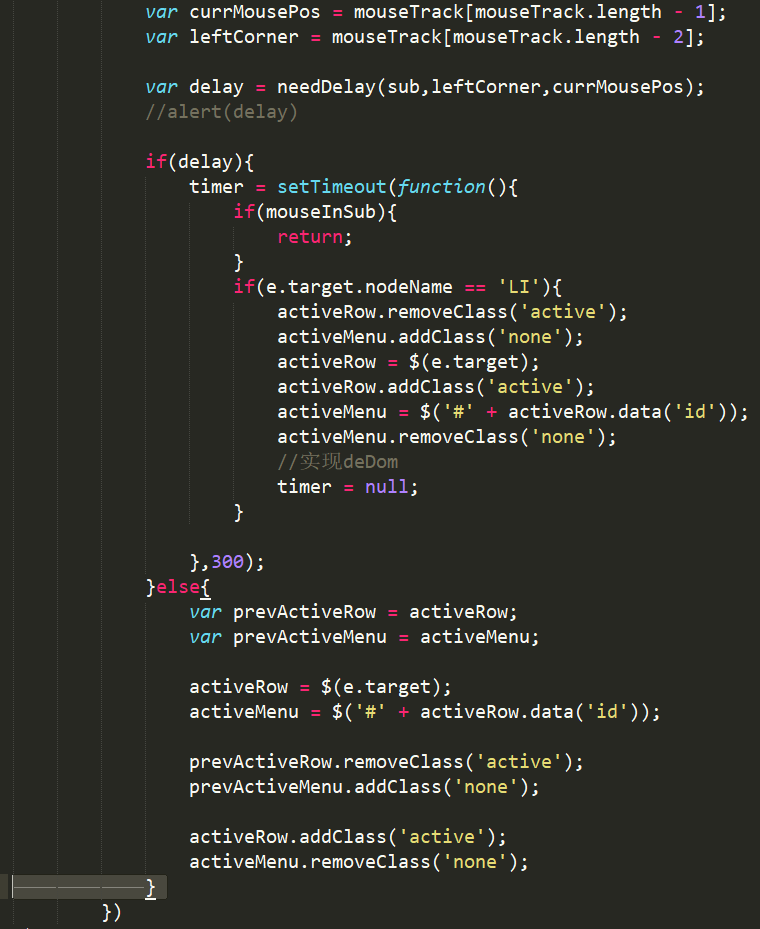 var currMousePos = mouseTrack[mouseTrack.length - 1];
var leftCorner = mouseTrack[mouseTrack.length - 2];
var delay = needDelay(sub,leftCorner,currMousePos);
//alert(delay)
if(delay){
timer = setTimeout(function(){
if(mouseInSub){
return;
}
if(e.target.nodeName == 'LI'){
activeRow.removeClass('active');
activeMenu.addClass('none');
activeRow = $(e.target);
activeRow.addClass('active');
activeMenu = $('#' + activeRow.data('id'));
activeMenu.removeClass('none');
//实现deDom
timer = null;
}
},300);
}else{
var prevActiveRow = activeRow;
var prevActiveMenu = activeMenu;
activeRow = $(e.target);
activeMenu = $('#' + activeRow.data('id'));
prevActiveRow.removeClass('active');
prevActiveMenu.addClass('none');
activeRow.addClass('active');
activeMenu.removeClass('none');
}
})